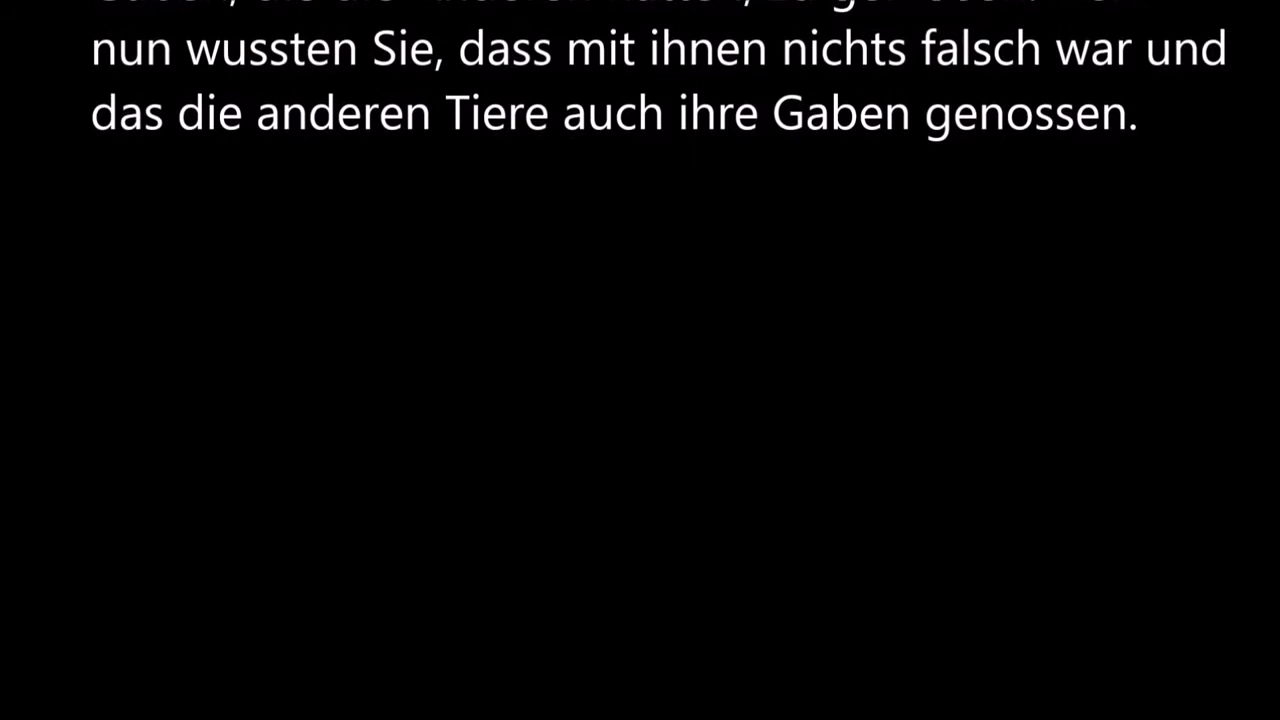 nun wussten Sie, dass mit ihnen nichts falsch war und
das die anderen Tiere auch ihre Gaben genossen.